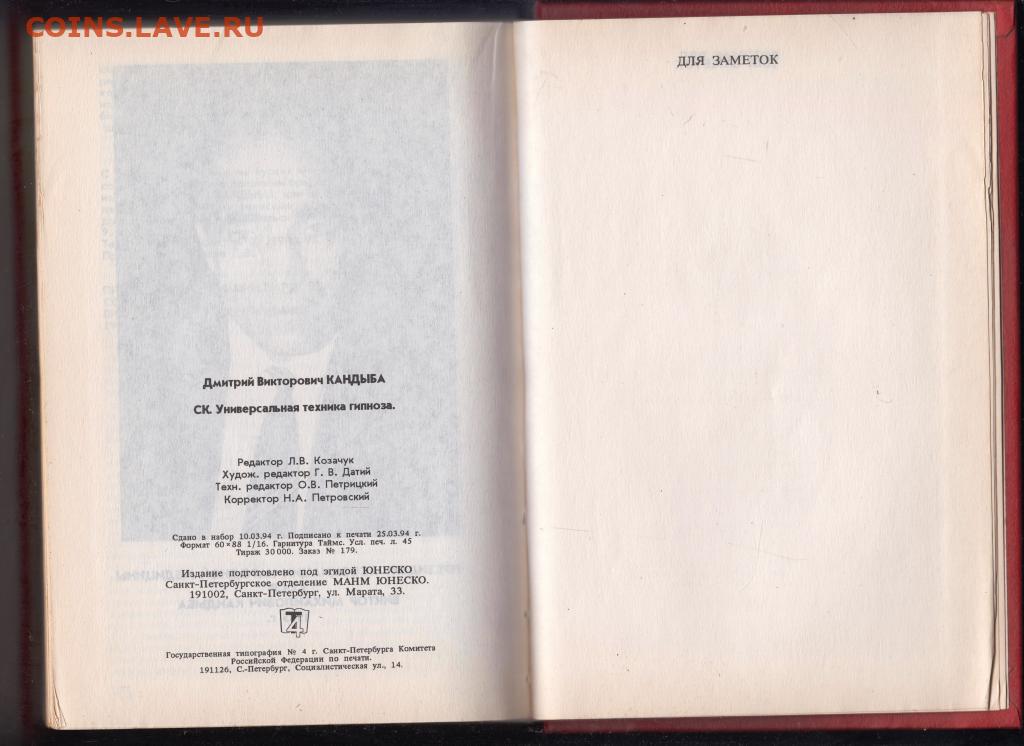 COINS.LAVE.RU
Дмитрий Викторович КАНДЫБА
СК. Универсальная техника гипноза.
Редактор Л.В. Козачук
Худож. редактор Г. В. Датий
Техн. редактор О.В. Петрицкий
Корректор Н.А. Петровский
Сдано в набор 10.03.94 г. Подписано к печати 25.03.94 г.
Формат 60×88 1/16. Гарнитура Таймс. Усл. печ. л. 45
Тираж 30 000. Заказ № 179.
Издание подготовлено под эгидой ЮНЕСКО
Санкт-Петербургское отделение МАНМ ЮНЕСКО.
191002, Санкт-Петербург, ул. Марата, 33.
Т4
Государственная типография № 4 г. Санкт-Петербурга Комитета
Российской Федерации по печати.
191126, С.-Петербург, Социалистическая ул., 14.
ДЛЯ ЗАМЕТОК